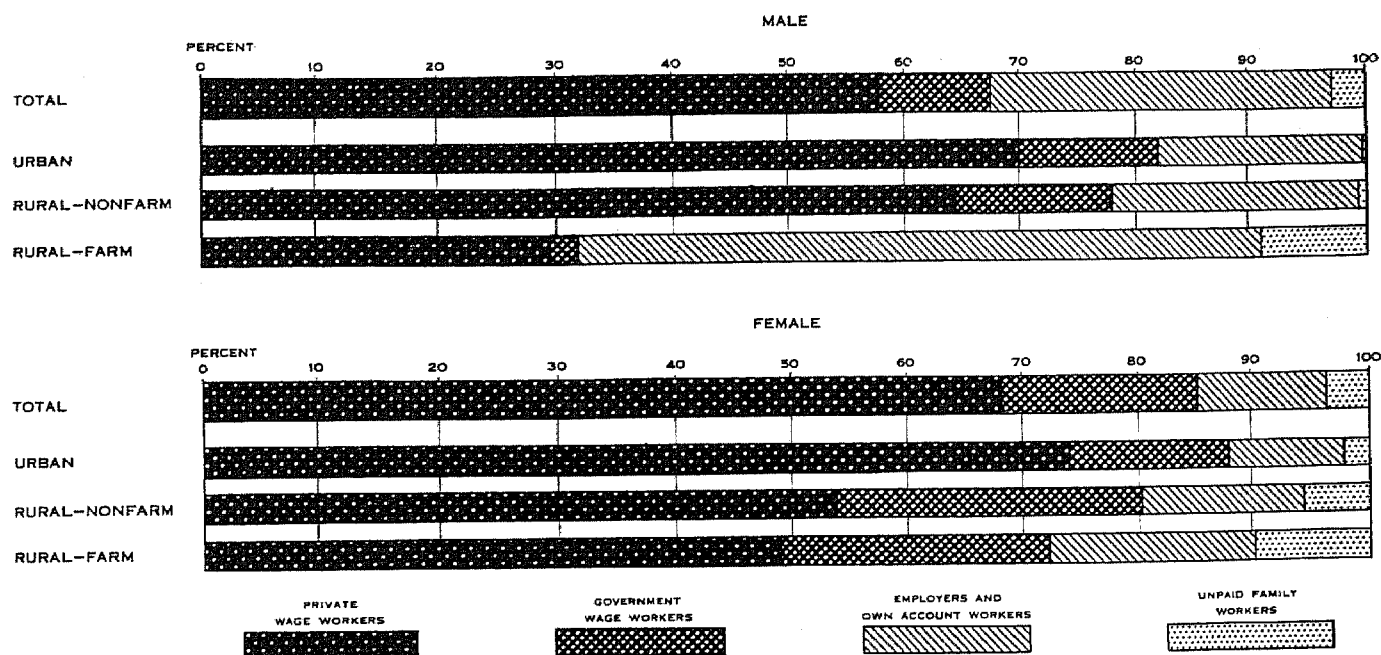 MALE
PERCENT
0 10 20 30 40 50 60 70 80 90 100
TOTAL
URBAN
RURAL-NONFARM
RURAL-FARM
FEMALE
PERCENT
0 10 20 30 40 50 60 70 80 90 100
TOTAL
URBAN
RURAL-NONFARM
RURAL-FARM
PRIVATE
WAGE WORKERS
GOVERNMENT
WAGE WORKERS
EMPLOYERS AND
OWN ACCOUNT WORKERS
UNPAID FAMILY
WORKERS